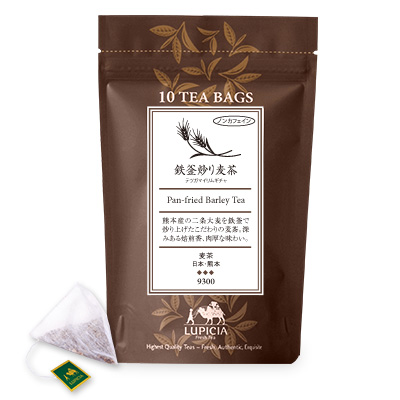 10 TEA BAGS
ノンカフェイン
鉄釜炒り麦茶
テツガマイリムギチャ
Pan-fried Barley Tea
熊本産の二条大麦を鉄釜で
炒り上げたこだわりの麦茶。深
みある焙煎香、肉厚な味わい。
麦茶
日本・熊本
9300
LUPICIA
Fresh Tea
Highest Quality Teas – Fresh, Authentic, Exquisite
LUPICIA